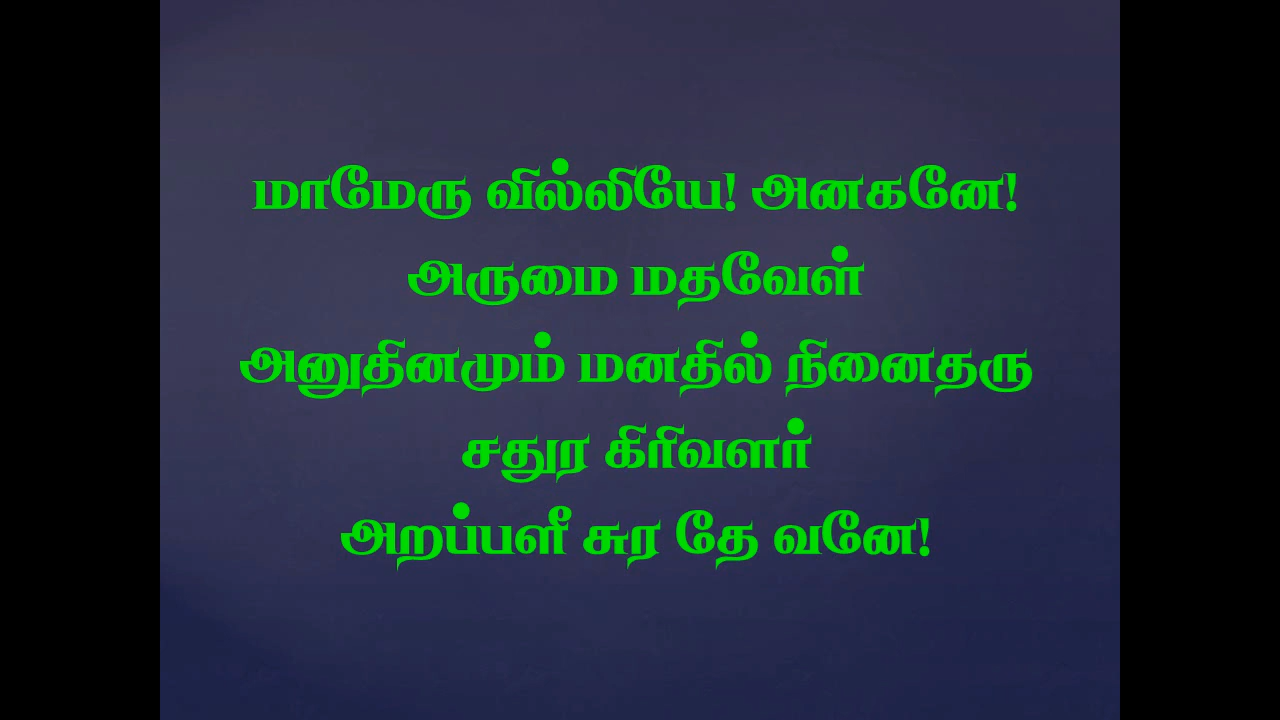 மாமேரு வில்லியே! அனகனே!
அருமை மதவேள்
அனுதினமும் மனதில் நினைதரு
சதுர கிரிவளர்
அறப்பளீ சுர தே வனே!